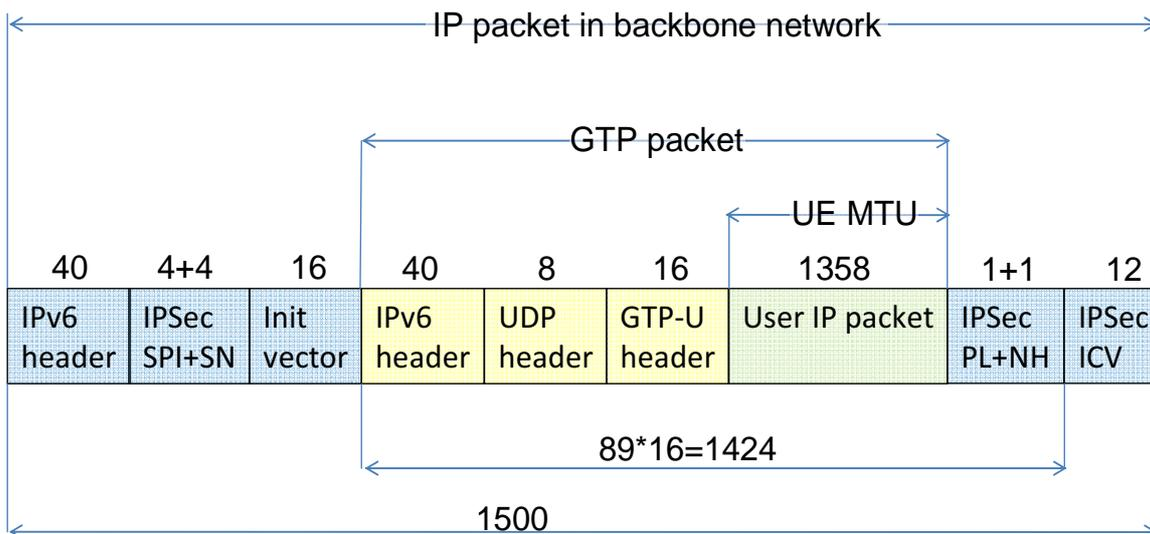 IP packet in backbone network
GTP packet
UE MTU
40 4+4 16 40 8 16 1358 1+1 12
IPv6 header
IPSec SPI+SN
Init vector
IPv6 header
UDP header
GTP-U header
User IP packet
IPSec PL+NH
IPSec ICV
89*16=1424
1500